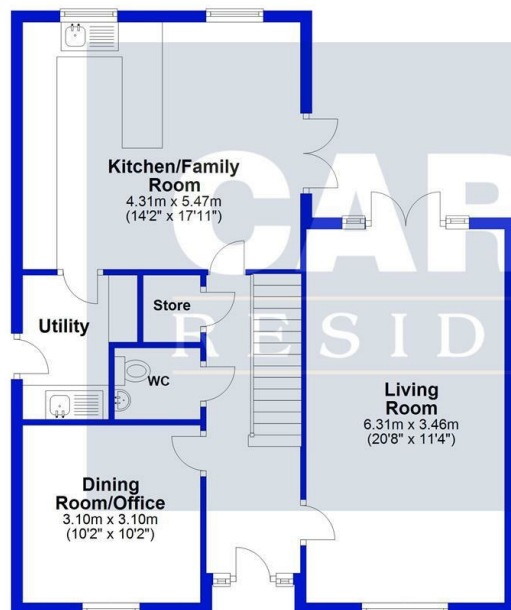 Kitchen/Family
Room
4.31m x 5.47m
(14'2" x 17'11")
CAR
RESID
Store
Utility
WC
Living
Room
6.31m x 3.46m
(20'8" x 11'4")
Dining
Room/Office
3.10m x 3.10m
(10'2" x 10'2")